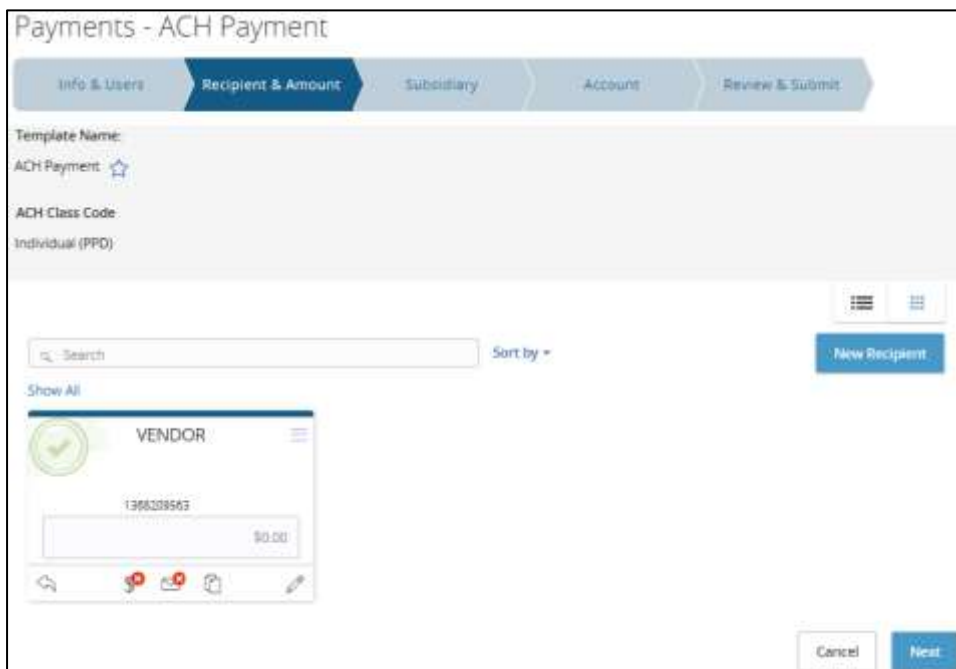 Payments - ACH Payment
Info & Users
Recipient & Amount
Subsidiary
Account
Review & Submit
Template Name:
ACH Payment
ACH Class Code
Individual (PPD)
Search
Sort by
New Recipient
Show All
VENDOR
1366209563
$0.00
Cancel
Next